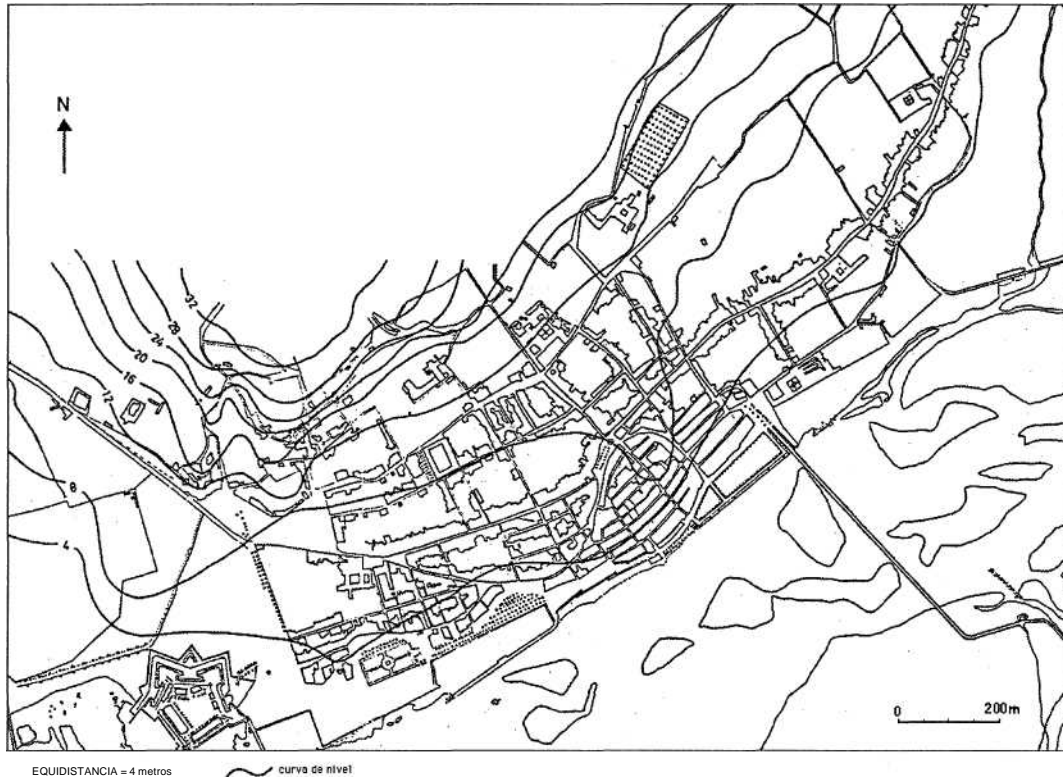 N
32
28
24
20
16
12
8
4
0 200m
EQUIDISTANCIA = 4 metros
curva de nivel